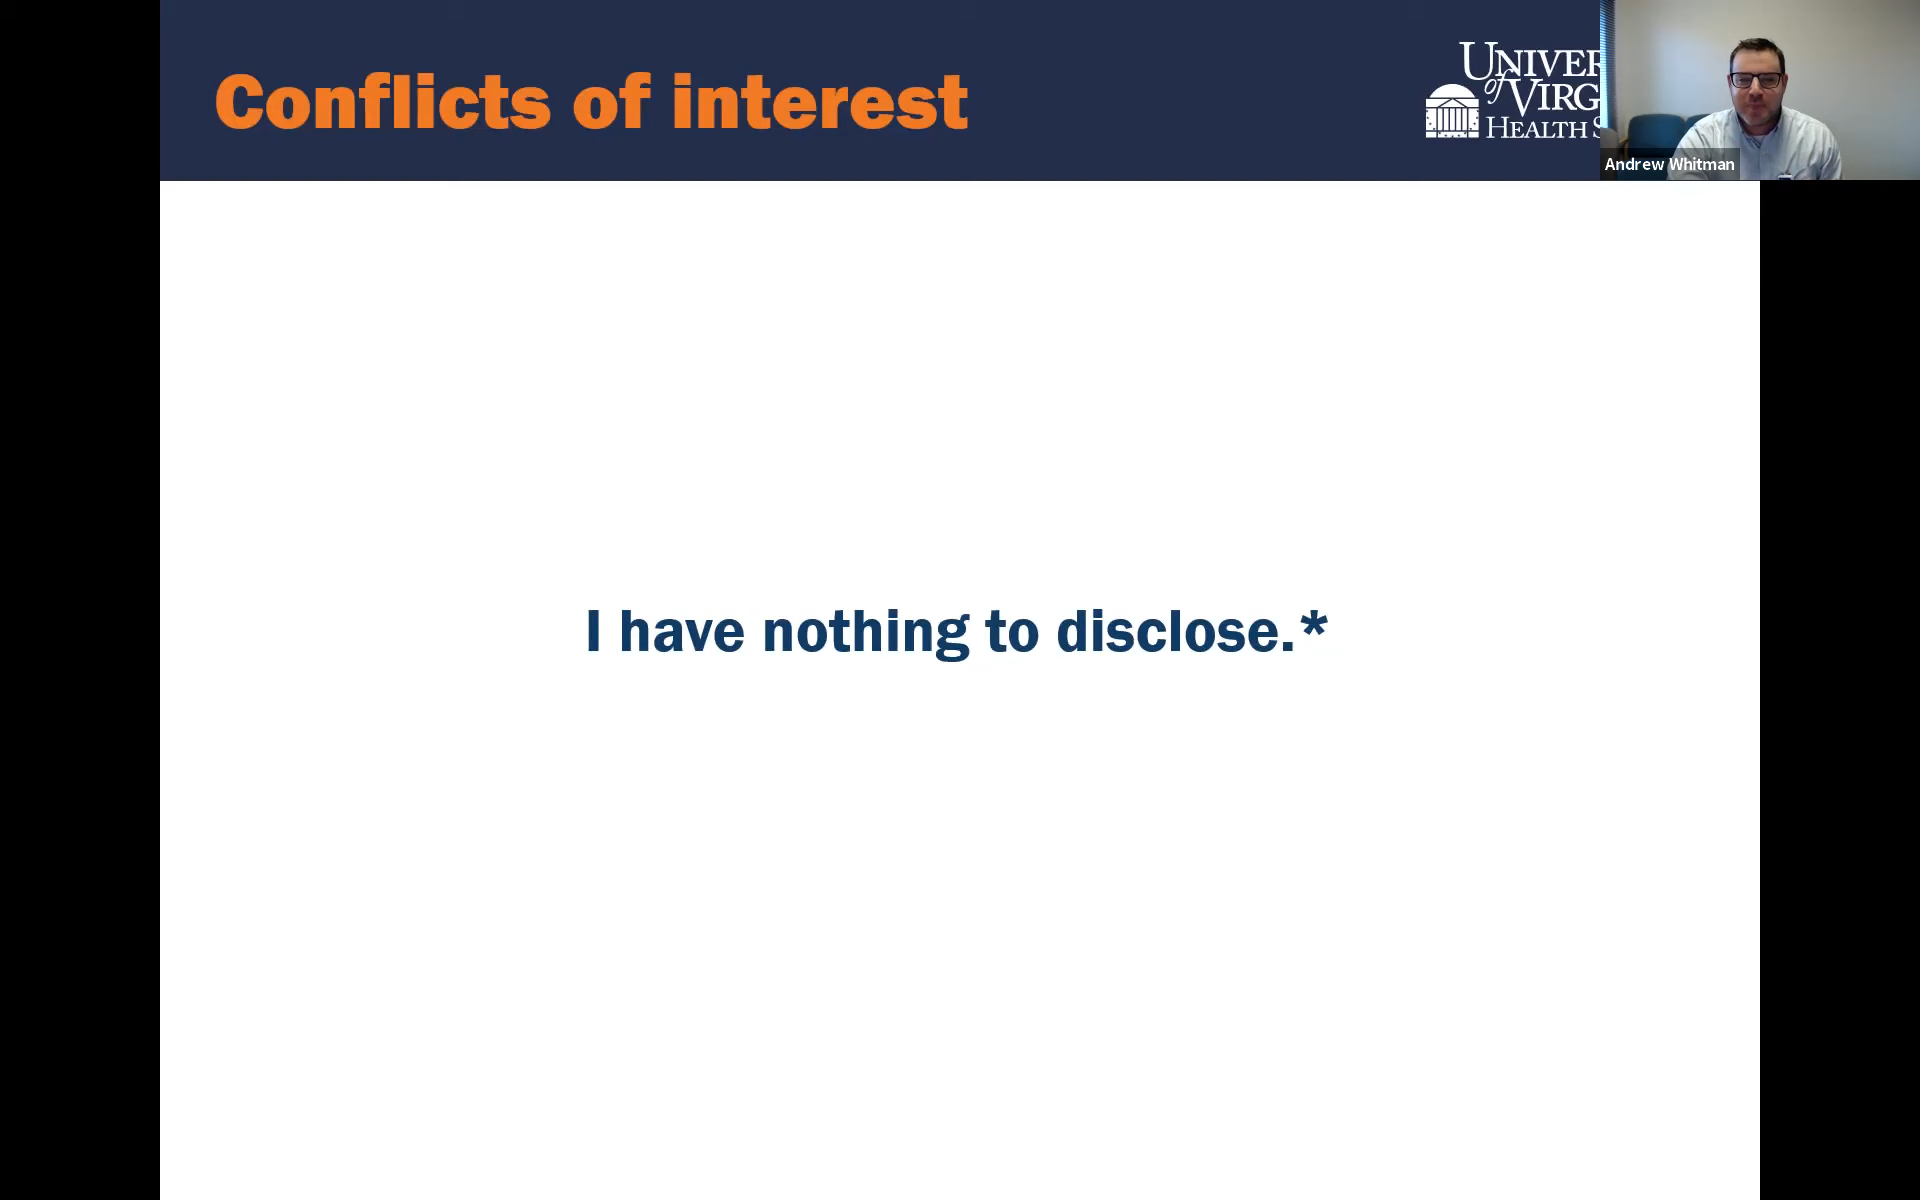 Conflicts of interest
UNIVER
of VIRG
HEALTH S
Andrew Whitman
I have nothing to disclose.*